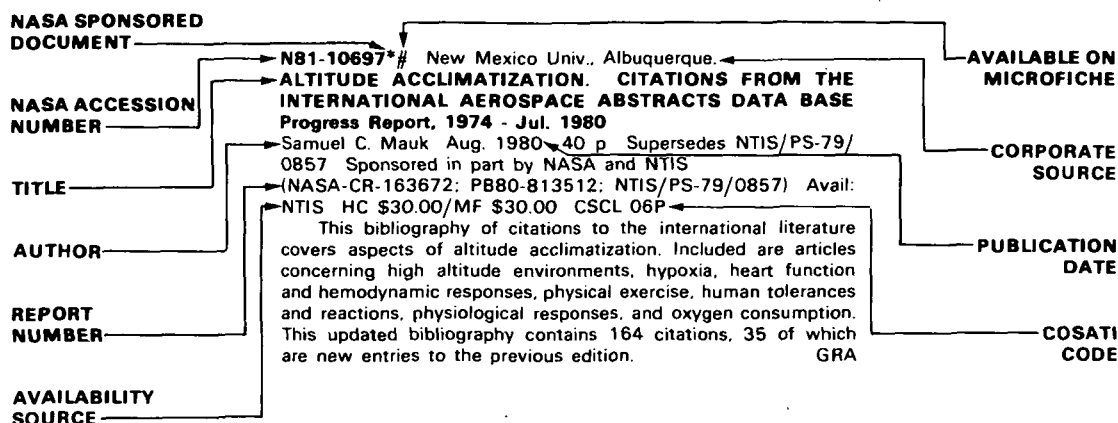 NASA SPONSORED
DOCUMENT
NASA ACCESSION
NUMBER
TITLE
AUTHOR
REPORT
NUMBER
AVAILABILITY
SOURCE
N81-10697*# New Mexico Univ., Albuquerque.
ALTITUDE ACCLIMATIZATION. CITATIONS FROM THE
INTERNATIONAL AEROSPACE ABSTRACTS DATA BASE
Progress Report, 1974 - Jul. 1980
Samuel C. Mauk Aug. 1980 40 p Supersedes NTIS/PS-79/
0857 Sponsored in part by NASA and NTIS
(NASA-CR-163672; PB80-813512; NTIS/PS-79/0857) Avail:
NTIS HC $30.00/MF $30.00 CSCL 06P
This bibliography of citations to the international literature
covers aspects of altitude acclimatization. Included are articles
concerning high altitude environments, hypoxia, heart function
and hemodynamic responses, physical exercise, human tolerances
and reactions, physiological responses, and oxygen consumption.
This updated bibliography contains 164 citations, 35 of which
are new entries to the previous edition. GRA
AVAILABLE ON
MICROFICHE
CORPORATE
SOURCE
PUBLICATION
DATE
COSATI
CODE